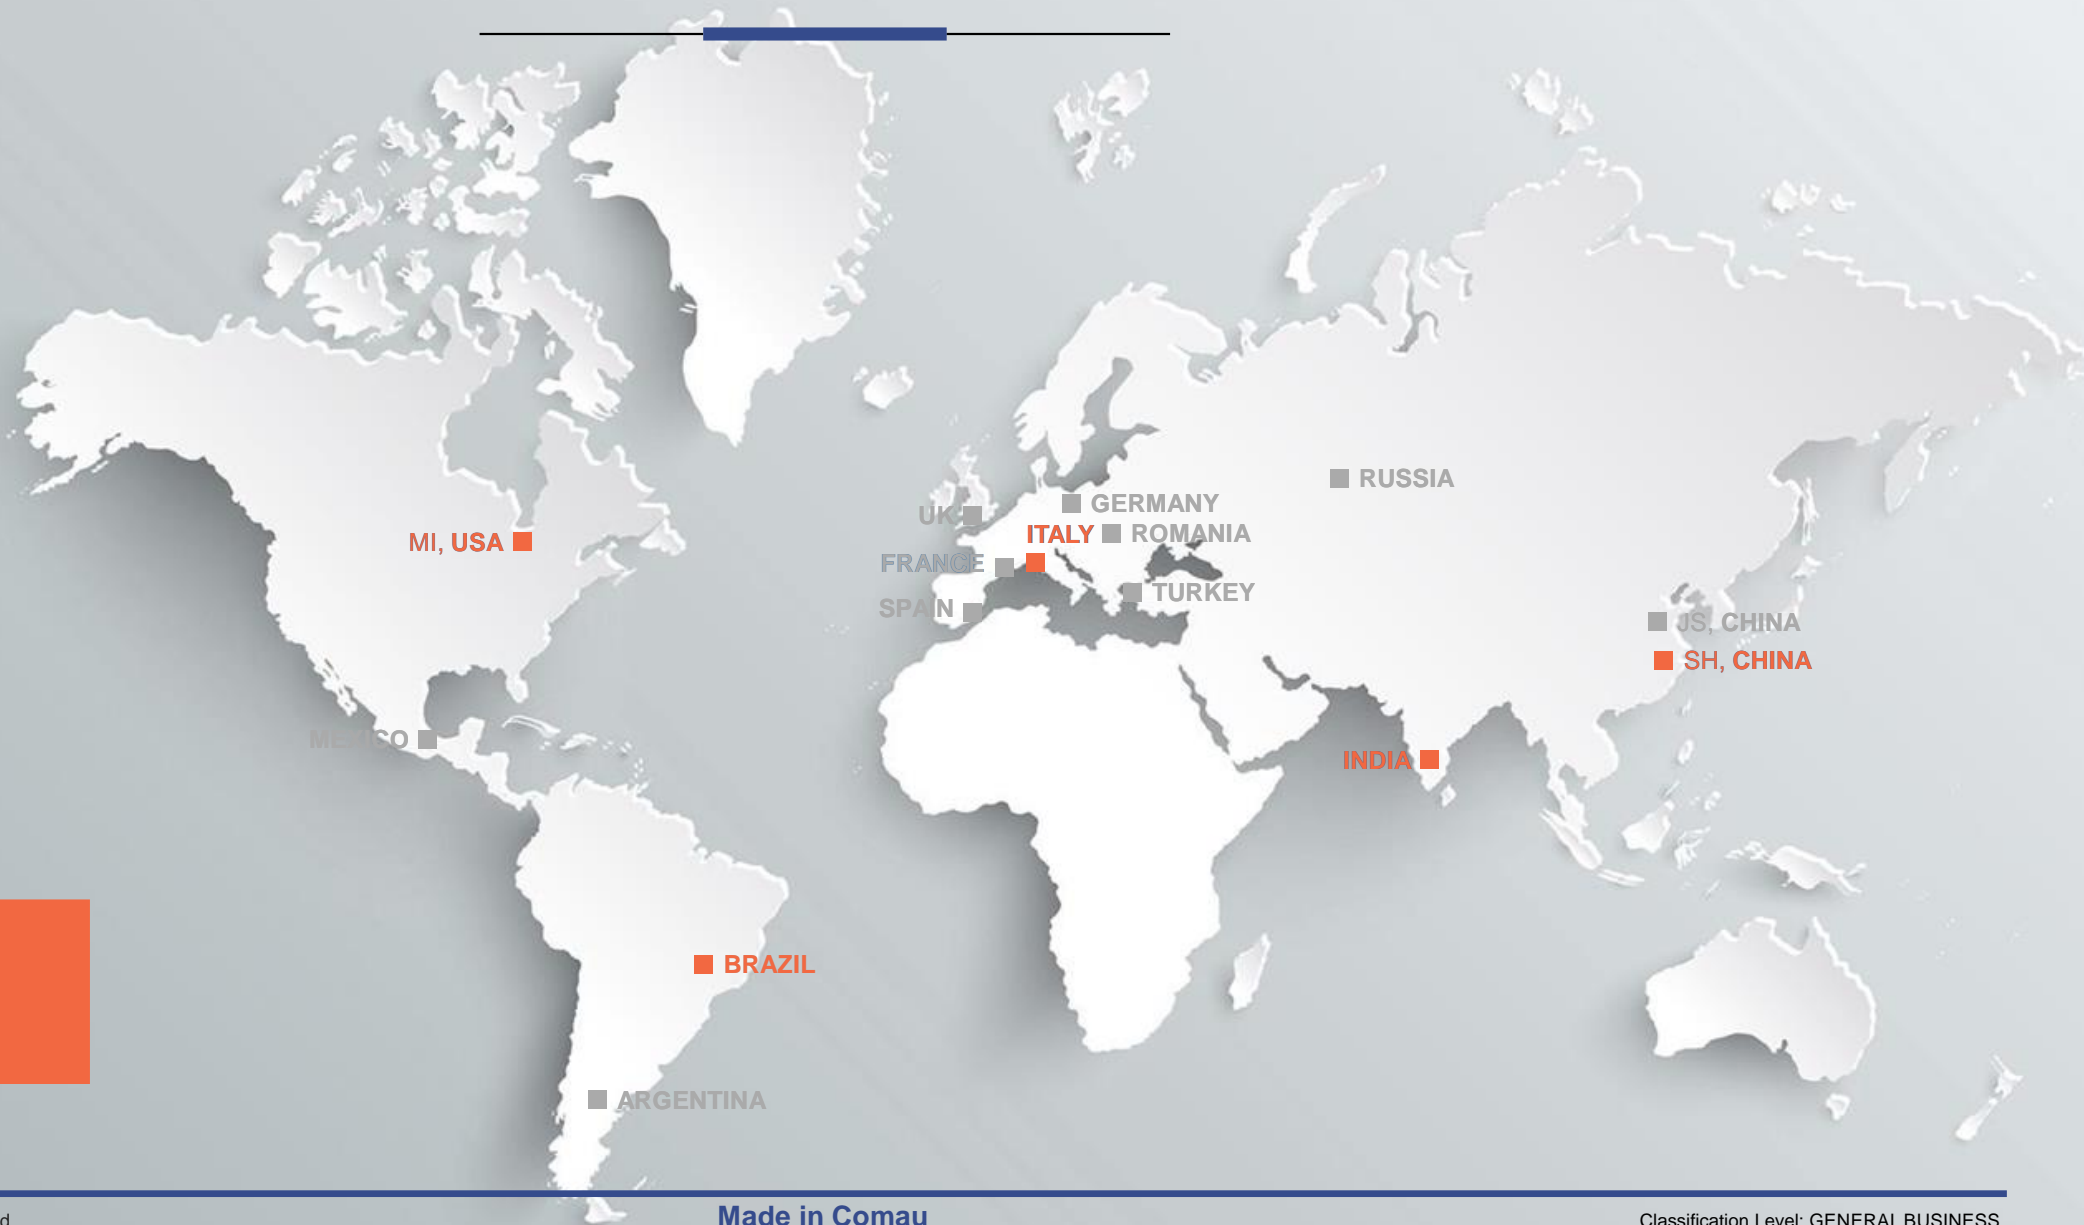 RUSSIA
GERMANY
UK
ITALY
ROMANIA
MI, USA
FRANCE
TURKEY
SPAIN
JS, CHINA
SH, CHINA
MEXICO
INDIA
BRAZIL
ARGENTINA
Made in Comau
Classification Level: GENERAL BUSINESS